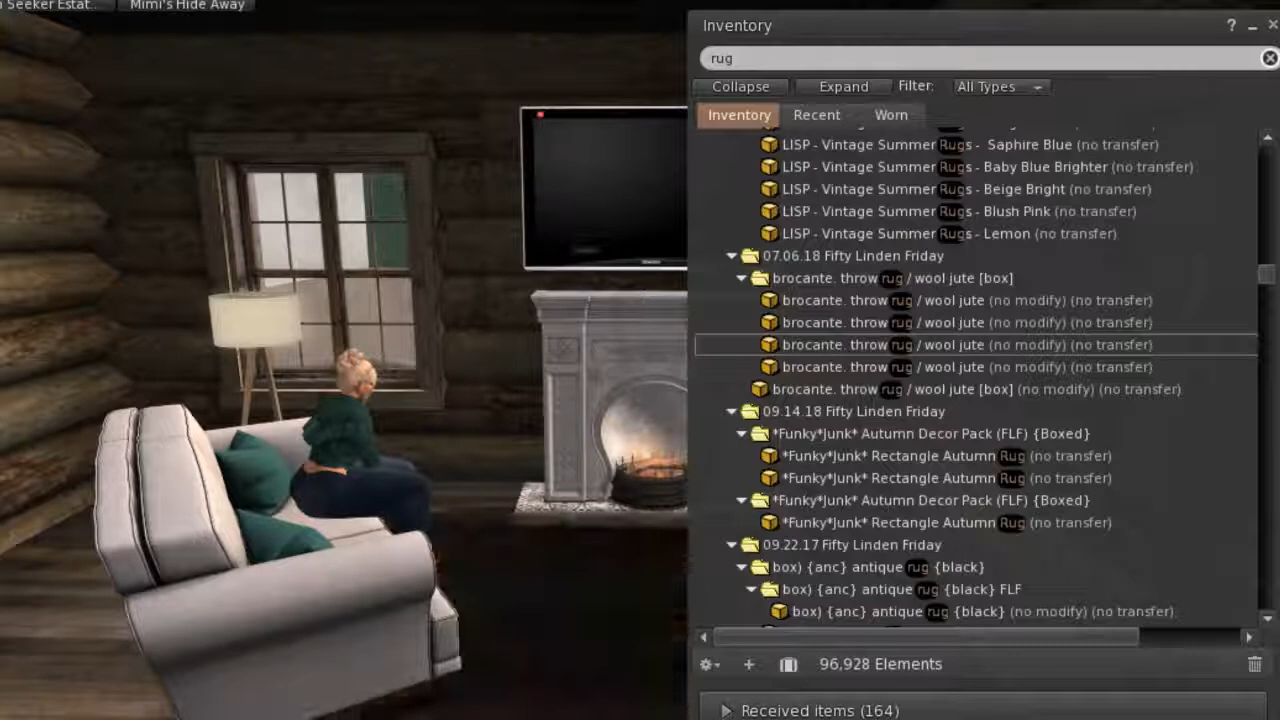 Seeker Estat..
Mimi's Hide Away
Inventory
rug
Collapse
Expand
Filter:
All Types
Inventory
Recent
Worn
LISP - Vintage Summer Rugs - Saphire Blue (no transfer)
LISP - Vintage Summer Rugs - Baby Blue Brighter (no transfer)
LISP - Vintage Summer Rugs - Beige Bright (no transfer)
LISP - Vintage Summer Rugs - Blush Pink (no transfer)
LISP - Vintage Summer Rugs - Lemon (no transfer)
07.06.18 Fifty Linden Friday
brocante. throw rug / wool jute [box]
brocante. throw rug / wool jute (no modify) (no transfer)
brocante. throw rug / wool jute (no modify) (no transfer)
brocante. throw rug / wool jute (no modify) (no transfer)
brocante. throw rug / wool jute (no modify) (no transfer)
brocante. throw rug / wool jute [box] (no modify) (no transfer)
09.14.18 Fifty Linden Friday
*Funky*Junk* Autumn Decor Pack (FLF) {Boxed}
*Funky*Junk* Rectangle Autumn Rug (no transfer)
*Funky*Junk* Rectangle Autumn Rug (no transfer)
*Funky*Junk* Autumn Decor Pack (FLF) {Boxed}
*Funky*Junk* Rectangle Autumn Rug (no transfer)
09.22.17 Fifty Linden Friday
box) {anc} antique rug {black}
box) {anc} antique rug {black} FLF
box) {anc} antique rug {black} (no modify) (no transfer)
96,928 Elements
Received items (164)